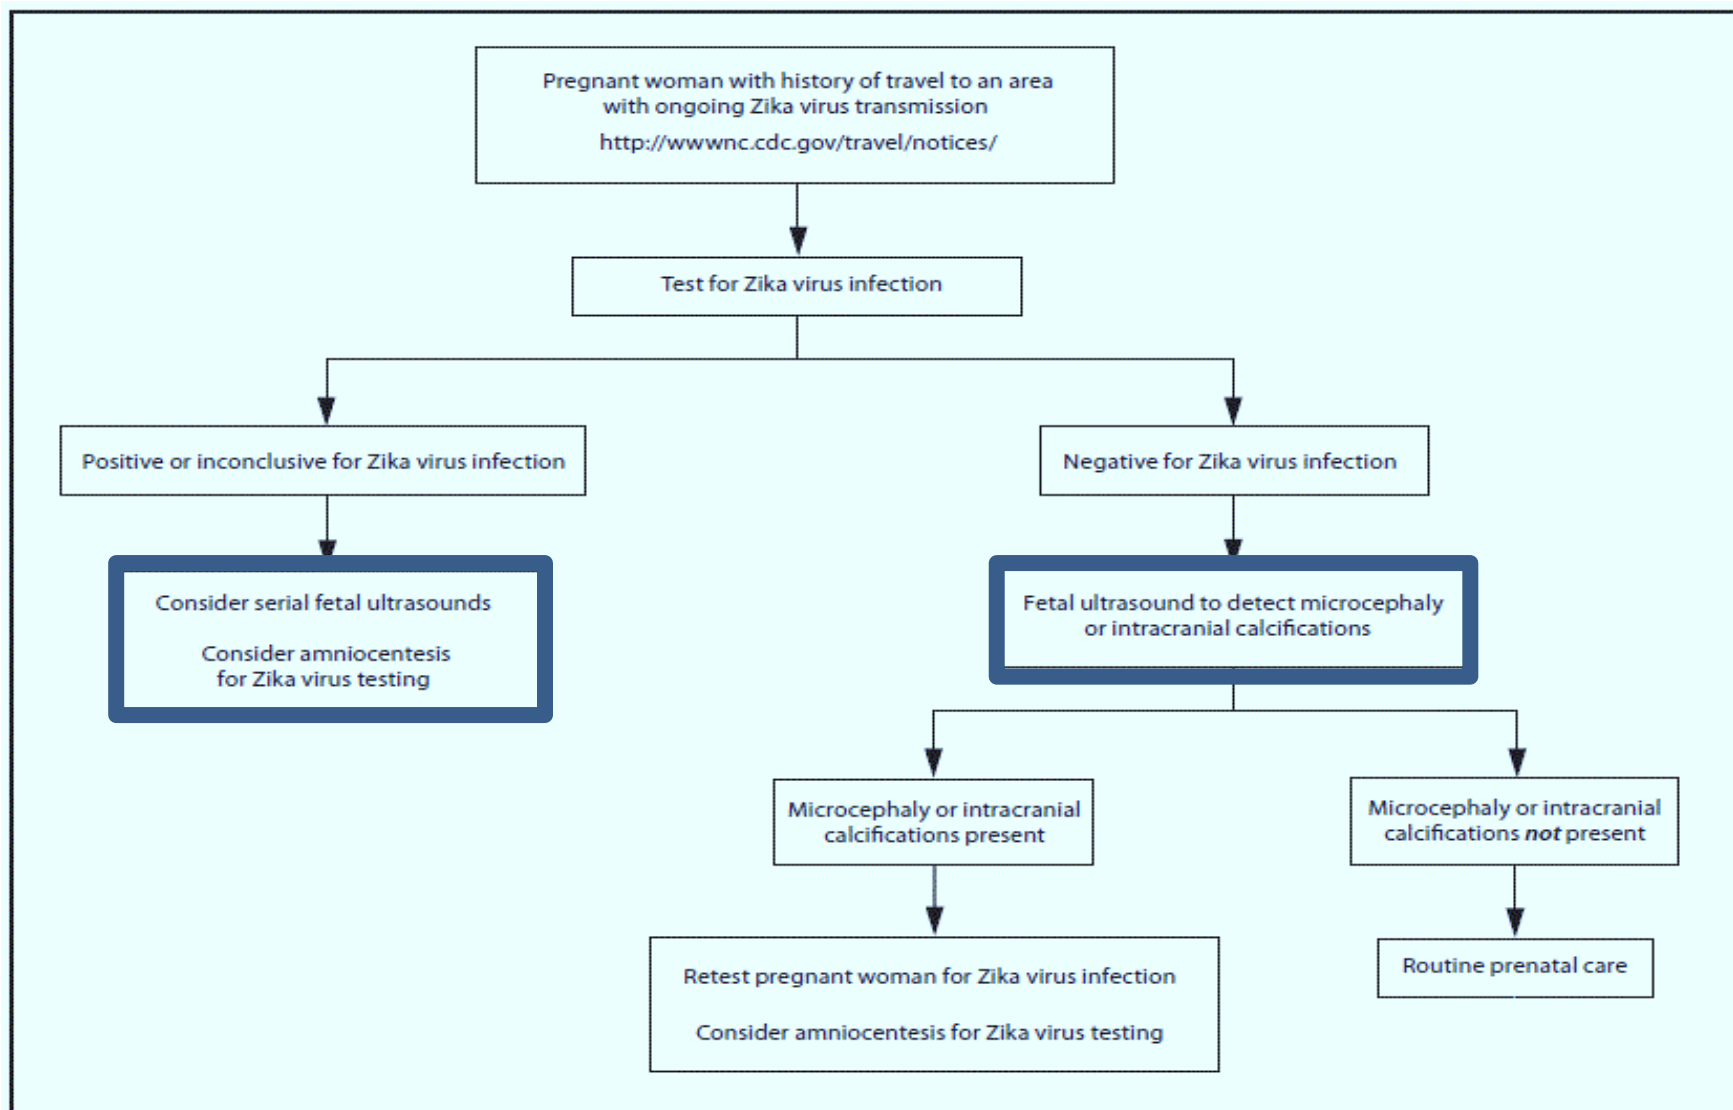 Pregnant woman with history of travel to an area
with ongoing Zika virus transmission
http://wwwnc.cdc.gov/travel/notices/
Test for Zika virus infection
Positive or inconclusive for Zika virus infection
Negative for Zika virus infection
Consider serial fetal ultrasounds
Consider amniocentesis
for Zika virus testing
Fetal ultrasound to detect microcephaly
or intracranial calcifications
Microcephaly or intracranial
calcifications present
Microcephaly or intracranial
calcifications not present
Retest pregnant woman for Zika virus infection
Consider amniocentesis for Zika virus testing
Routine prenatal care